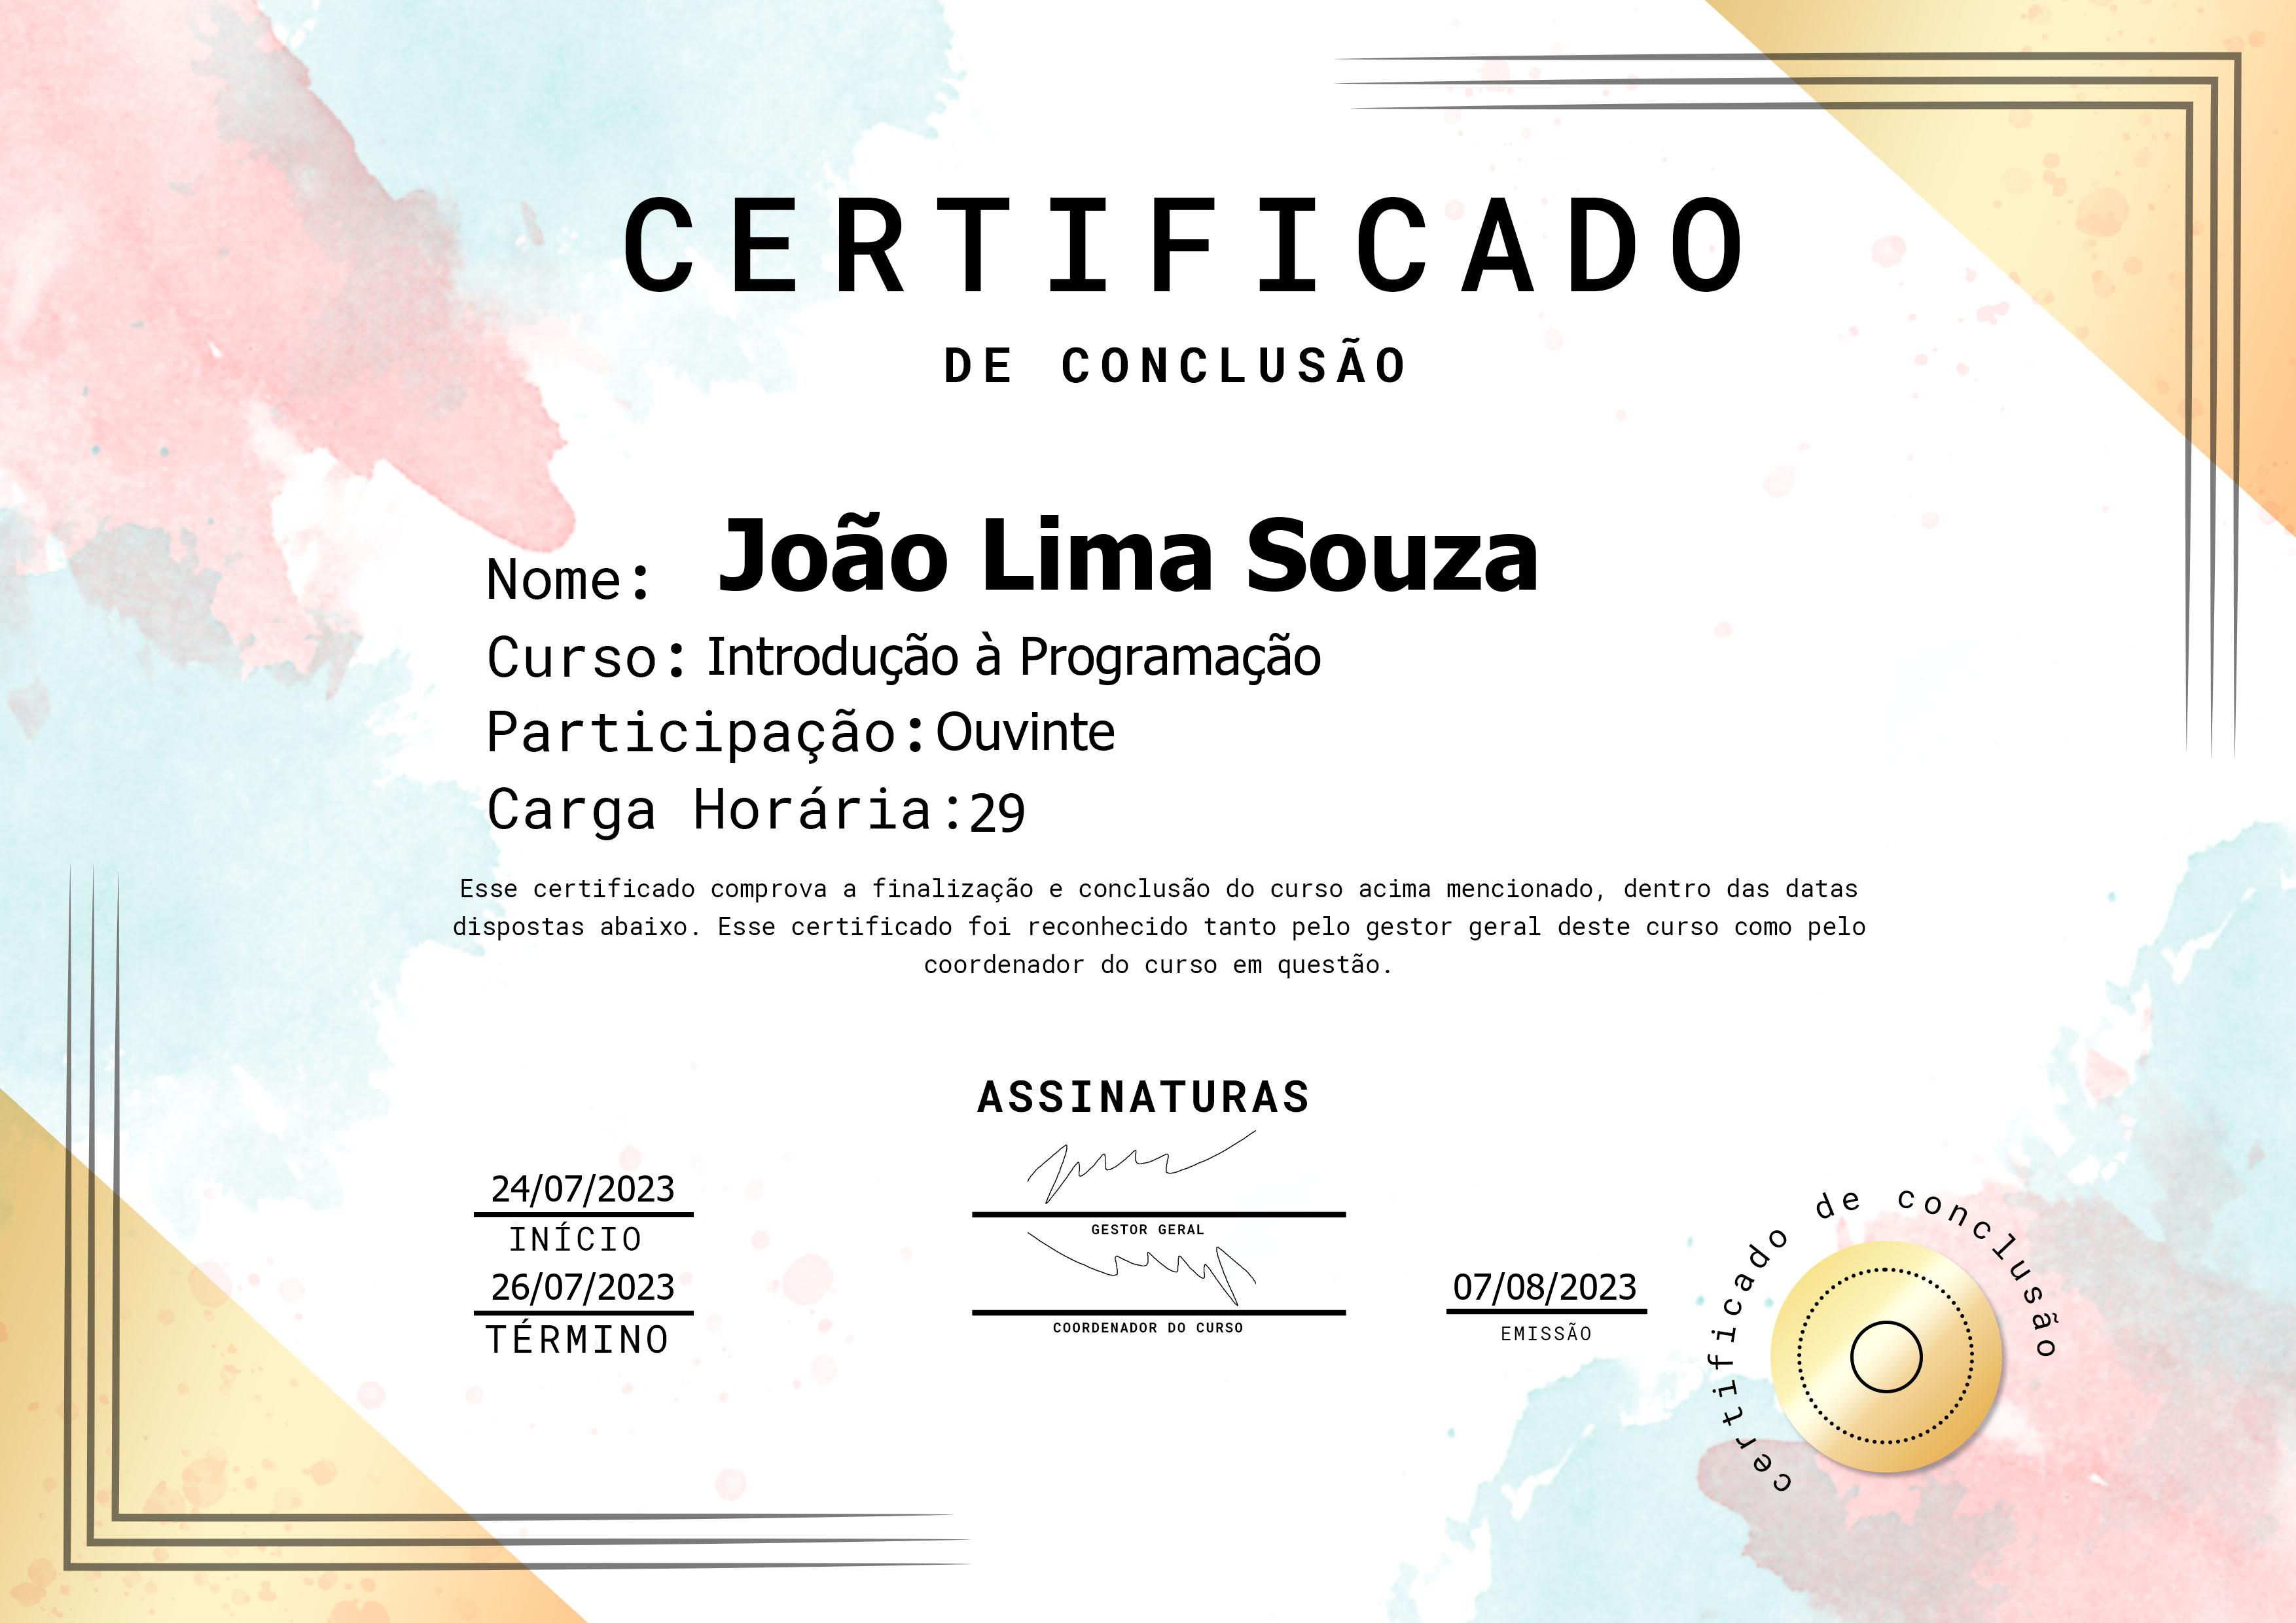 CERTIFICADO
DE CONCLUSÃO
Nome: João Lima Souza
Curso: Introdução à Programação
Participação: Ouvinte
Carga Horária: 29
Esse certificado comprova a finalização e conclusão do curso acima mencionado, dentro das datas
dispostas abaixo. Esse certificado foi reconhecido tanto pelo gestor geral deste curso como pelo
coordenador do curso em questão.
ASSINATURAS
24/07/2023
INÍCIO
GESTOR GERAL
26/07/2023
TÉRMINO
COORDENADOR DO CURSO
07/08/2023
EMISSÃO
certificado de conclusão